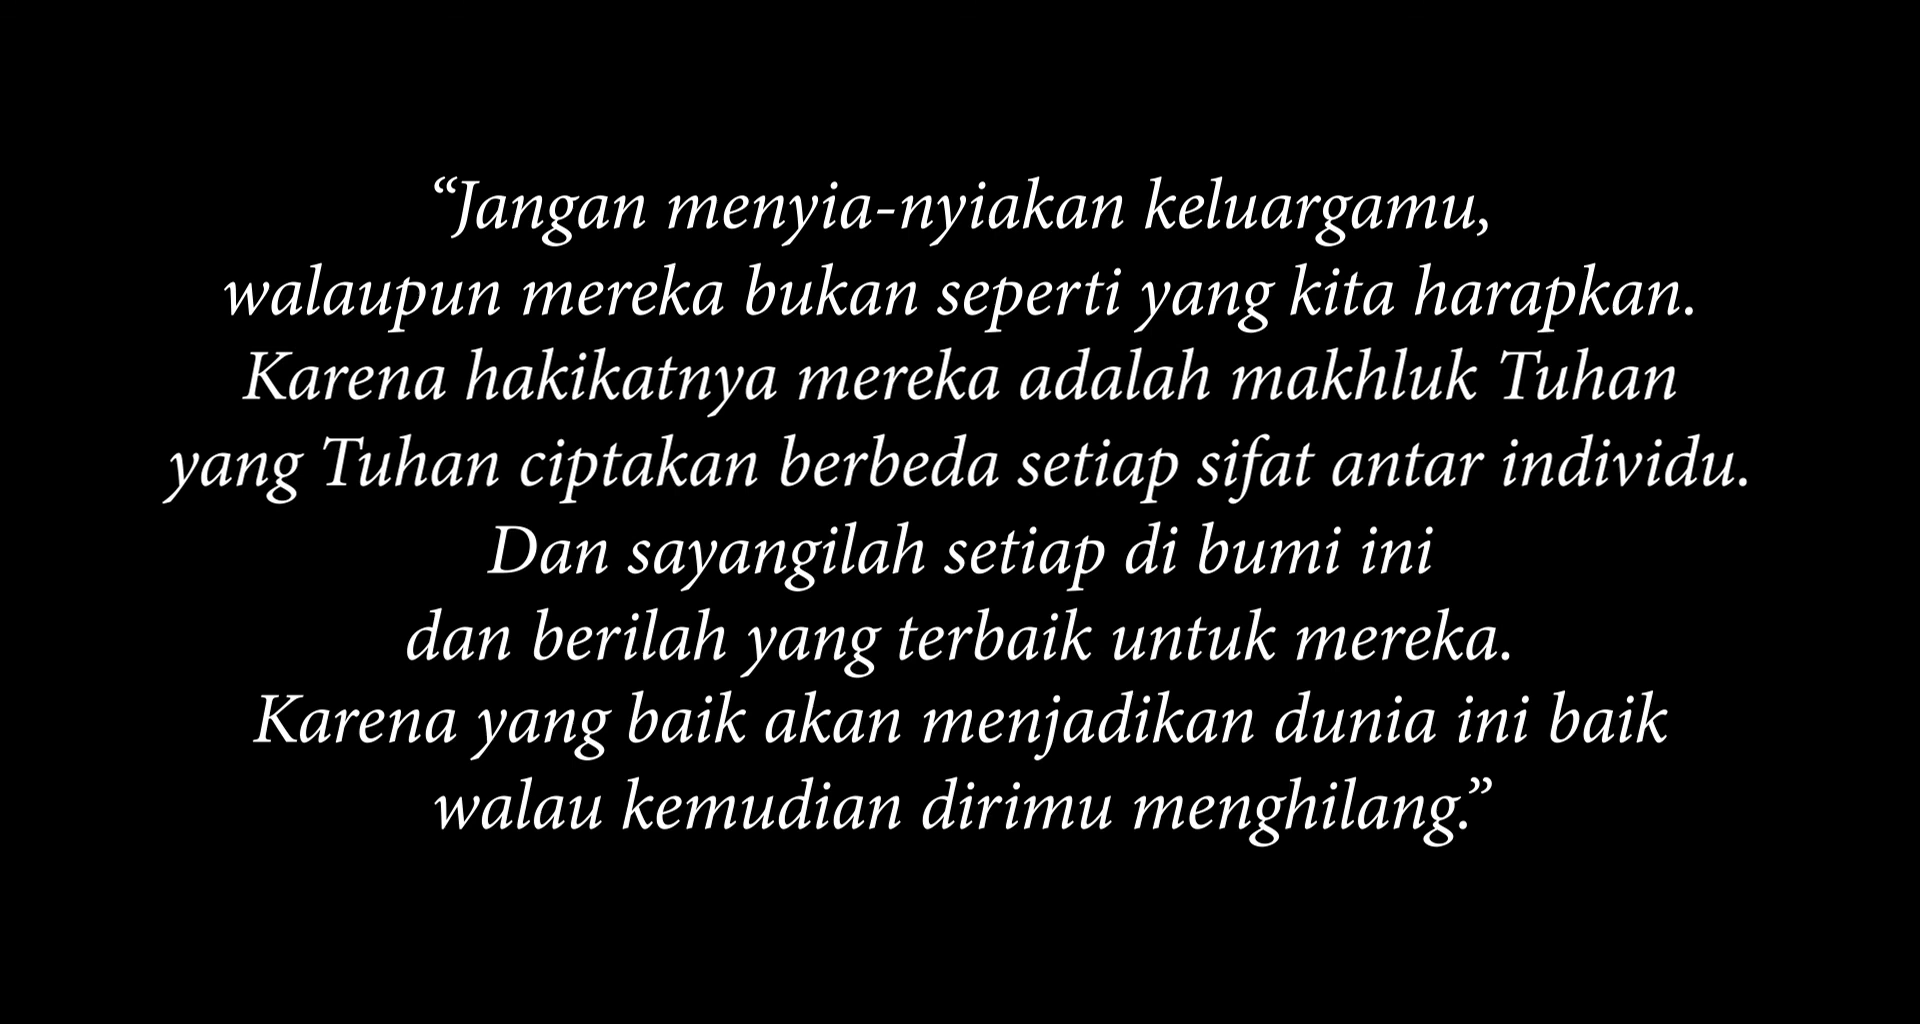 “Jangan menyia-nyiakan keluargamu,
walaupun mereka bukan seperti yang kita harapkan.
Karena hakikatnya mereka adalah makhluk Tuhan
yang Tuhan ciptakan berbeda setiap sifat antar individu.
Dan sayangilah setiap di bumi ini
dan berilah yang terbaik untuk mereka.
Karena yang baik akan menjadikan dunia ini baik
walau kemudian dirimu menghilang.”